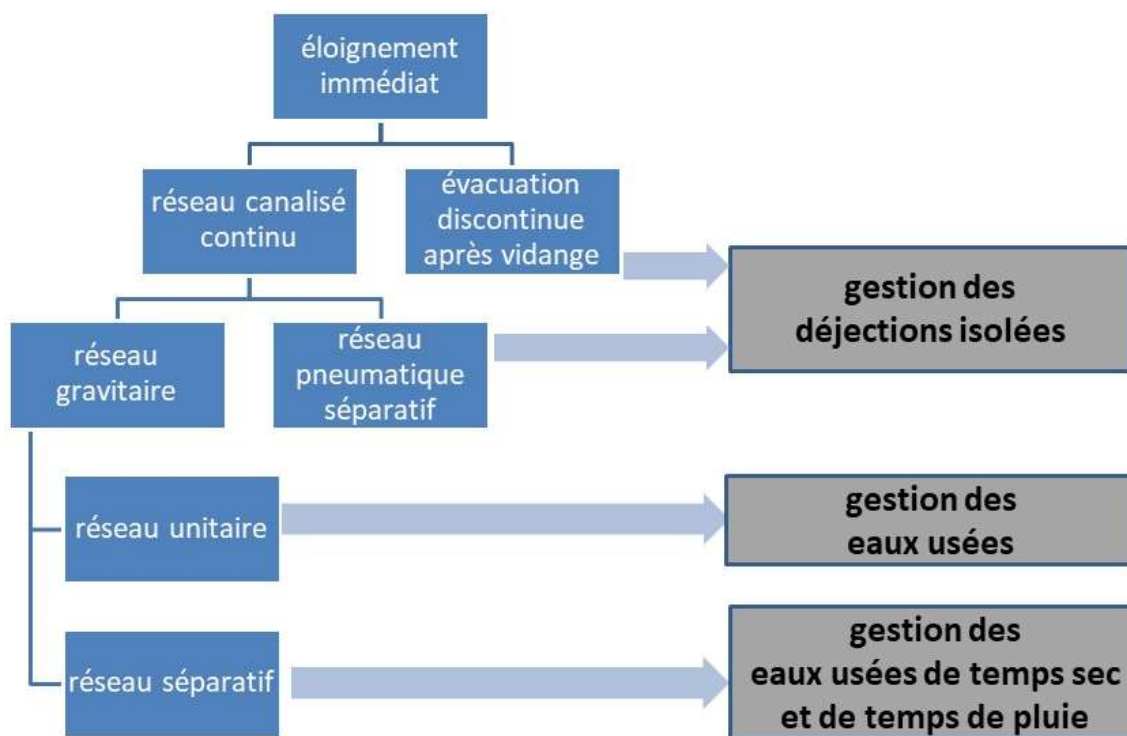 éloignement
immédiat
réseau canalisé
continu
évacuation
discontinue
après vidange
gestion des
déjections isolées
réseau
gravitaire
réseau
pneumatique
séparatif
réseau unitaire
gestion des
eaux usées
réseau séparatif
gestion des
eaux usées de temps sec
et de temps de pluie